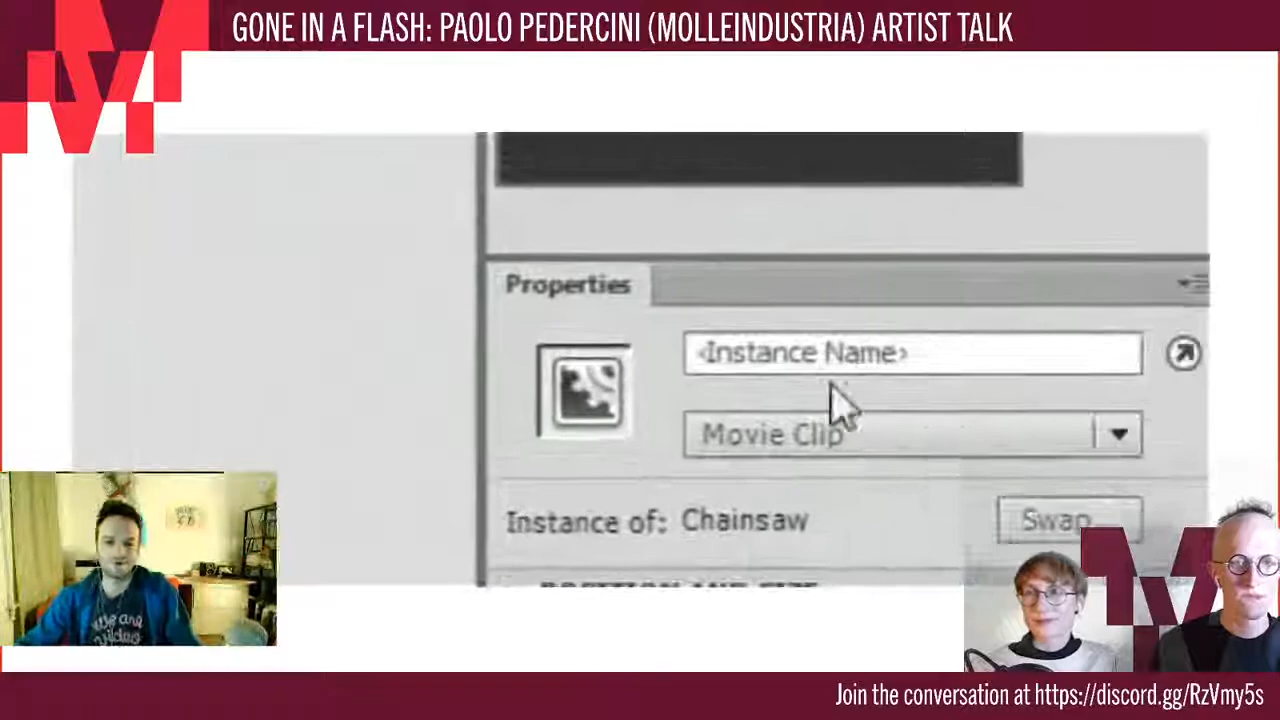 GONE IN A FLASH: PAOLO PEDERCINI (MOLLEINDUSTRIA) ARTIST TALK
Properties
<Instance Name>
Movie Clip
Instance of: Chainsaw
Swap...
Join the conversation at https://discord.gg/RzVmy5s